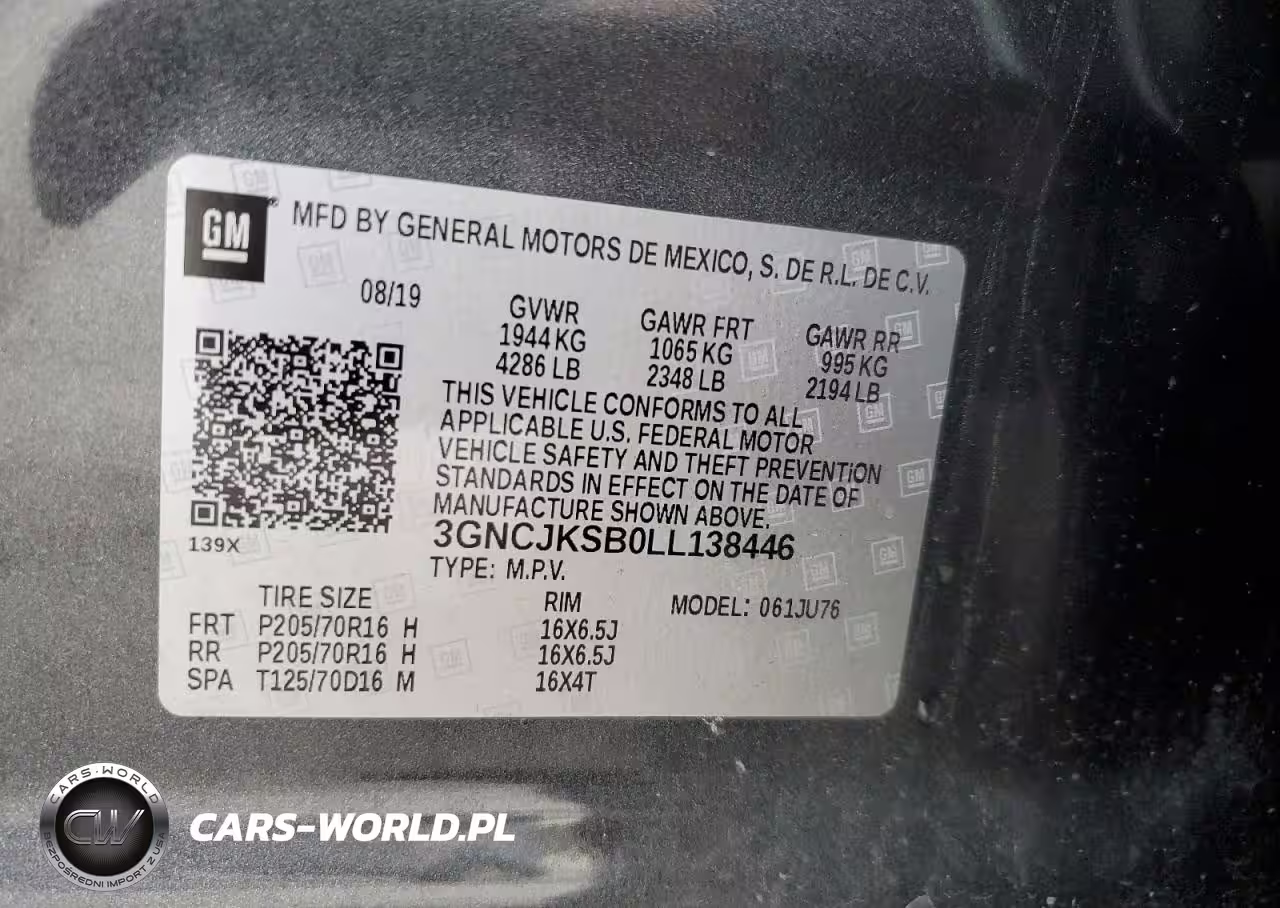 GM
MFD BY GENERAL MOTORS DE MEXICO, S. DE R.L. DE C.V.
08/19
GVWR GAWR FRT GAWR RR
1944 KG 1065 KG 995 KG
4286 LB 2348 LB 2194 LB
THIS VEHICLE CONFORMS TO ALL
APPLICABLE U.S. FEDERAL MOTOR
VEHICLE SAFETY AND THEFT PREVENTION
STANDARDS IN EFFECT ON THE DATE OF
MANUFACTURE SHOWN ABOVE.
139X
3GNCJKSB0LL138446
TYPE: M.P.V.
TIRE SIZE RIM MODEL: 061JU76
FRT P205/70R16 H 16X6.5J
RR P205/70R16 H 16X6.5J
SPA T125/70D16 M 16X4T
CARS-WORLD
CW
BEZPOŚREDNI IMPORT Z USA
CARS-WORLD.PL